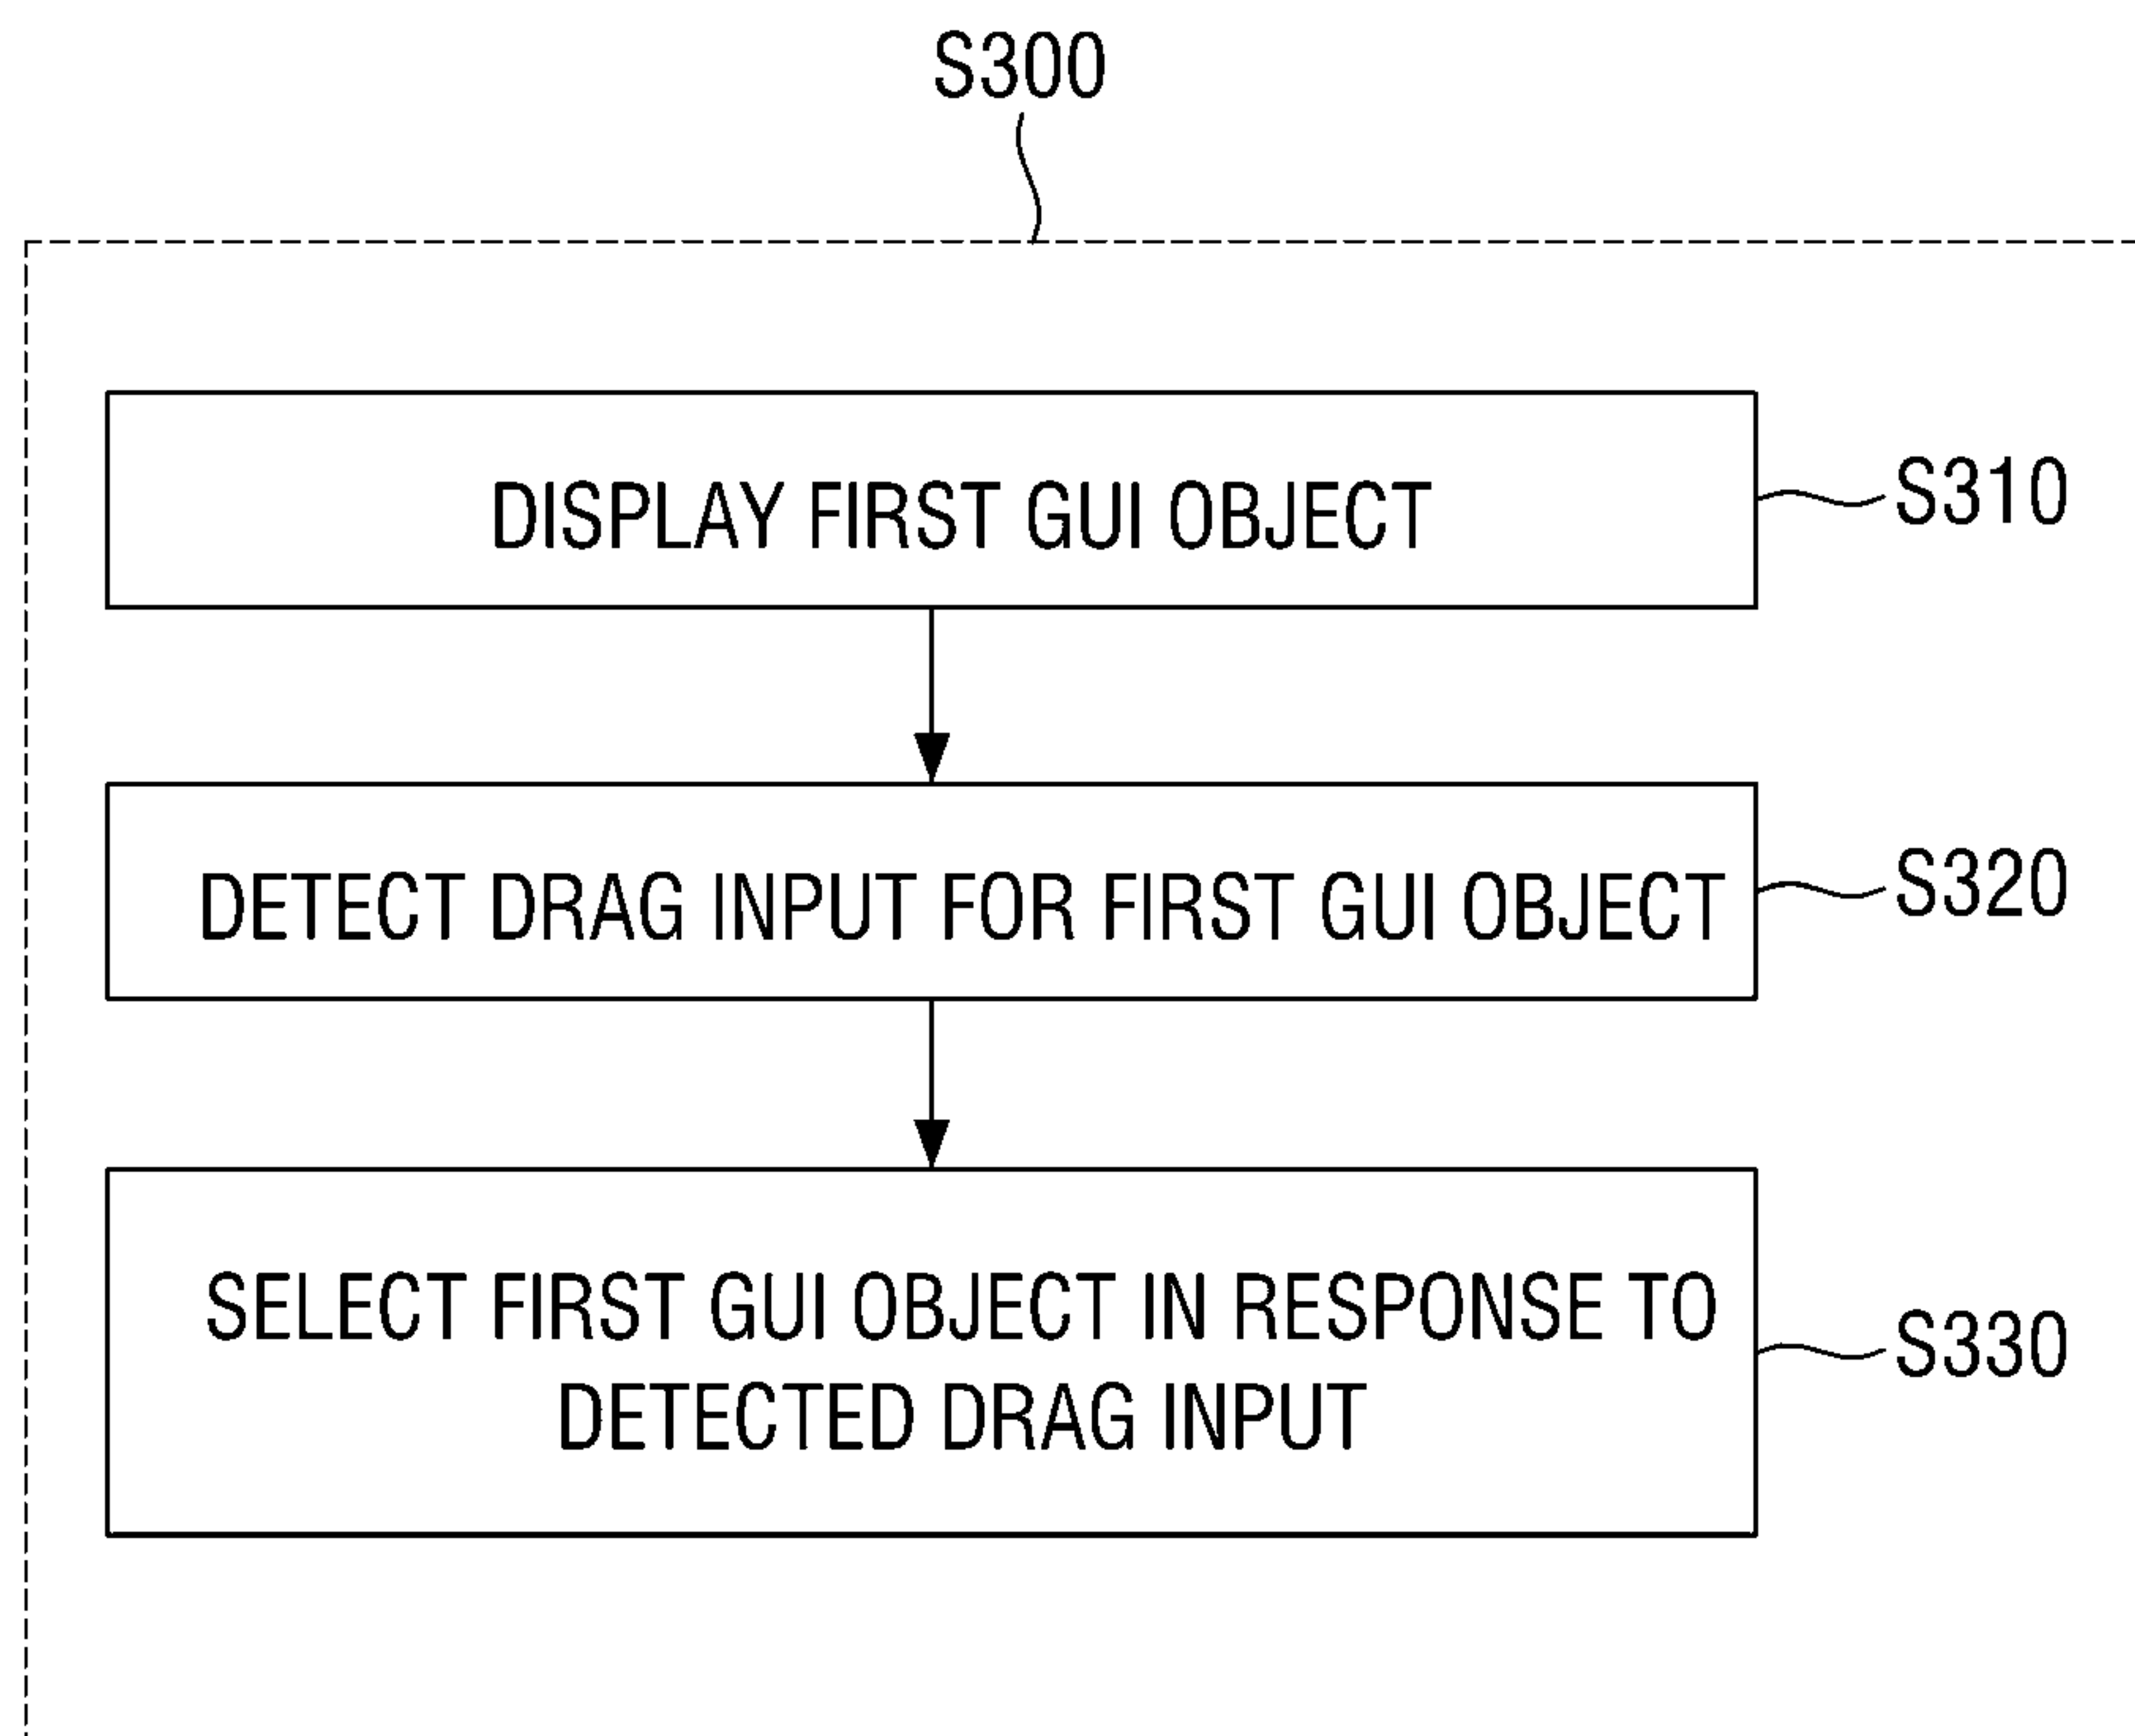 S300
DISPLAY FIRST GUI OBJECT
S310
DETECT DRAG INPUT FOR FIRST GUI OBJECT
S320
SELECT FIRST GUI OBJECT IN RESPONSE TO
DETECTED DRAG INPUT
S330